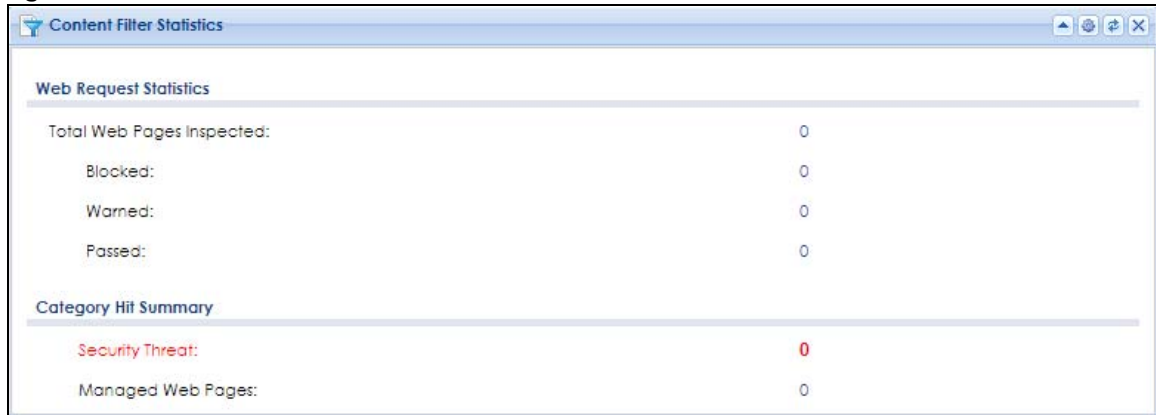 Content Filter Statistics
Web Request Statistics
Total Web Pages Inspected: 0
Blocked: 0
Warned: 0
Passed: 0
Category Hit Summary
Security Threat: 0
Managed Web Pages: 0